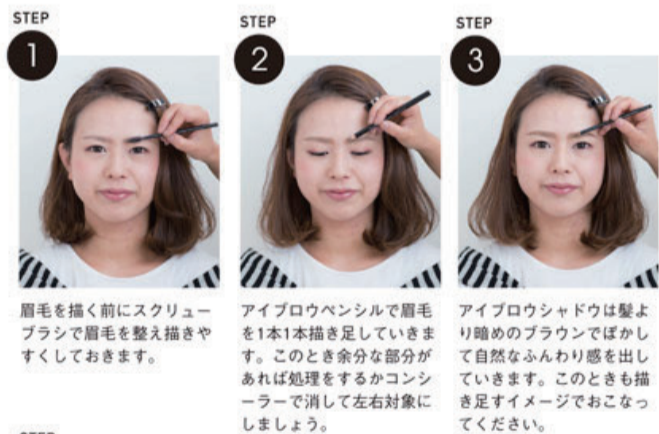 STEP
1
眉毛を描く前にスクリュー
ブラシで眉毛を整え描きや
すくしておきます。
STEP
2
アイブロウペンシルで眉毛
を1本1本描き足していきま
す。このとき余分な部分が
あれば処理をするかコンシ
ーラーで消して左右対象に
しましょう。
STEP
3
アイブロウシャドウは髪よ
り暗めのブラウンでぼかし
て自然なふんわり感を出し
ていきます。このときも描
き足すイメージでおこなっ
てください。